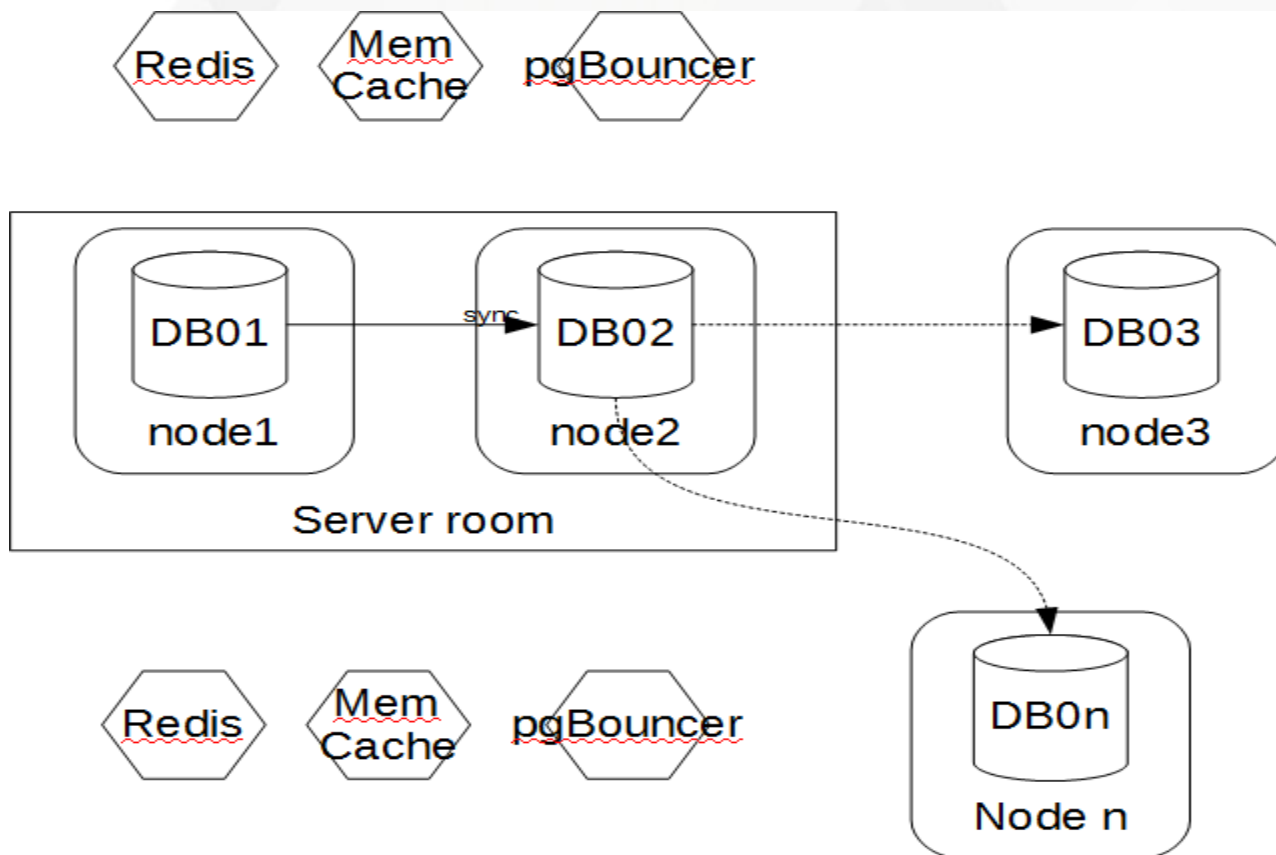 Redis
Mem
Cache
pgBouncer
DB01
sync
DB02
DB03
node1
node2
node3
Server room
Redis
Mem
Cache
pgBouncer
DB0n
Node n